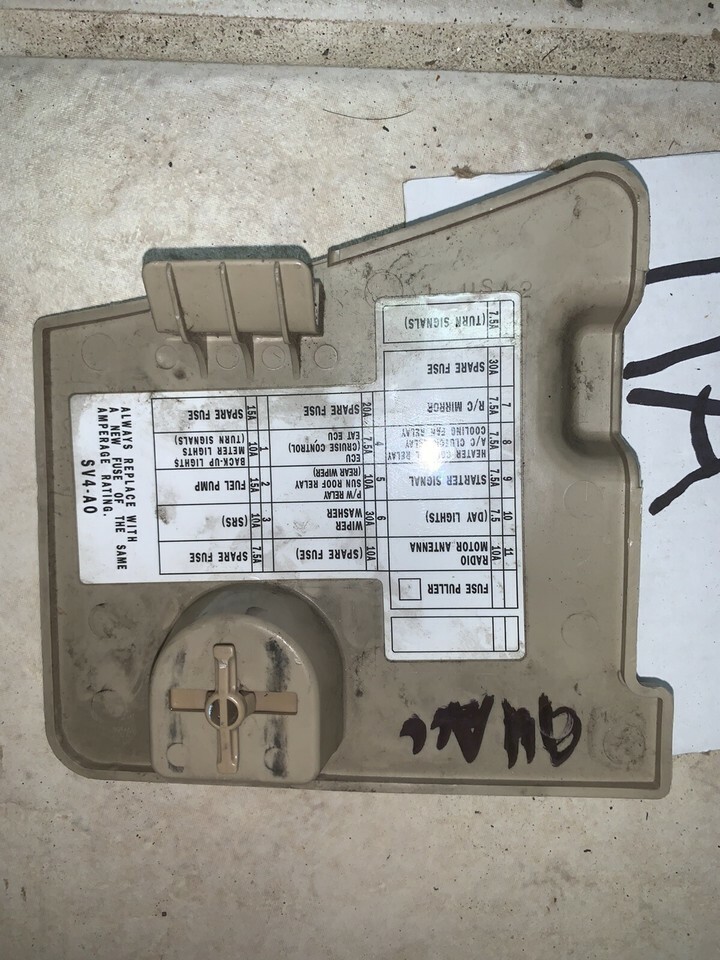 94 Acc
FUSE PULLER
11 10A RADIO
MOTOR ANTENNA
10 7.5 (DAY LIGHTS)
9 7.5A STARTER SIGNAL
8 7.5A HEATER RELAY
A/C CLUTCH RELAY
COOLING FAN RELAY
7 7.5A R/C MIRROR
30A SPARE FUSE
7.5A (TURN SIGNALS)
10A (SPARE FUSE)
6 30A WIPER
WASHER
5 10A P/W RELAY
SUN ROOF RELAY
(REAR WIPER)
4 7.5A ECU
(CRUISE CONTROL)
EAT ECU
20A SPARE FUSE
7.5A SPARE FUSE
3 10A (SRS)
2 15A FUEL PUMP
1 10A BACK-UP LIGHTS
METER LIGHTS
(TURN SIGNALS)
15A SPARE FUSE
ALWAYS REPLACE WITH
A NEW FUSE OF THE SAME
AMPERAGE RATING.
SV4-A0